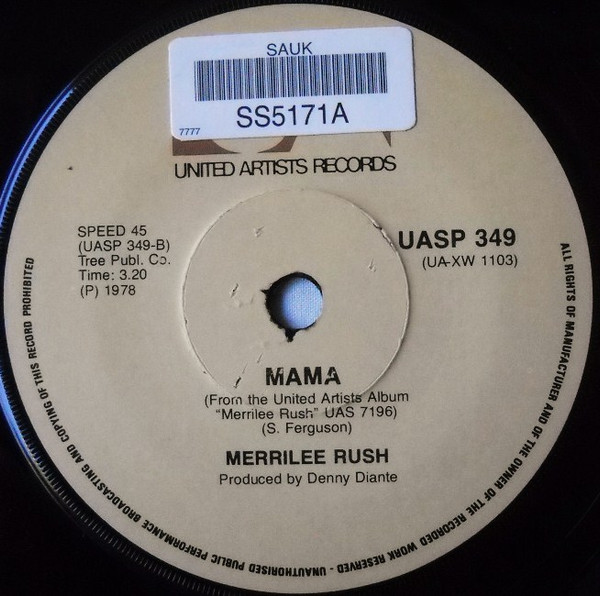 SAUK
SS5171A
7777
UNITED ARTISTS RECORDS
SPEED 45
(UASP 349-B)
Tree Publ. Co.
Time: 3.20
(P) 1978
UASP 349
(UA-XW 1103)
MAMA
(From the United Artists Album
"Merrilee Rush" UAS 7196)
(S. Ferguson)
MERRILEE RUSH
Produced by Denny Diante
ALL RIGHTS OF MANUFACTURER AND OF THE OWNER OF THE RECORDED WORK RESERVED - UNAUTHORISED PUBLIC PERFORMANCE BROADCASTING AND COPYING OF THIS RECORD PROHIBITED